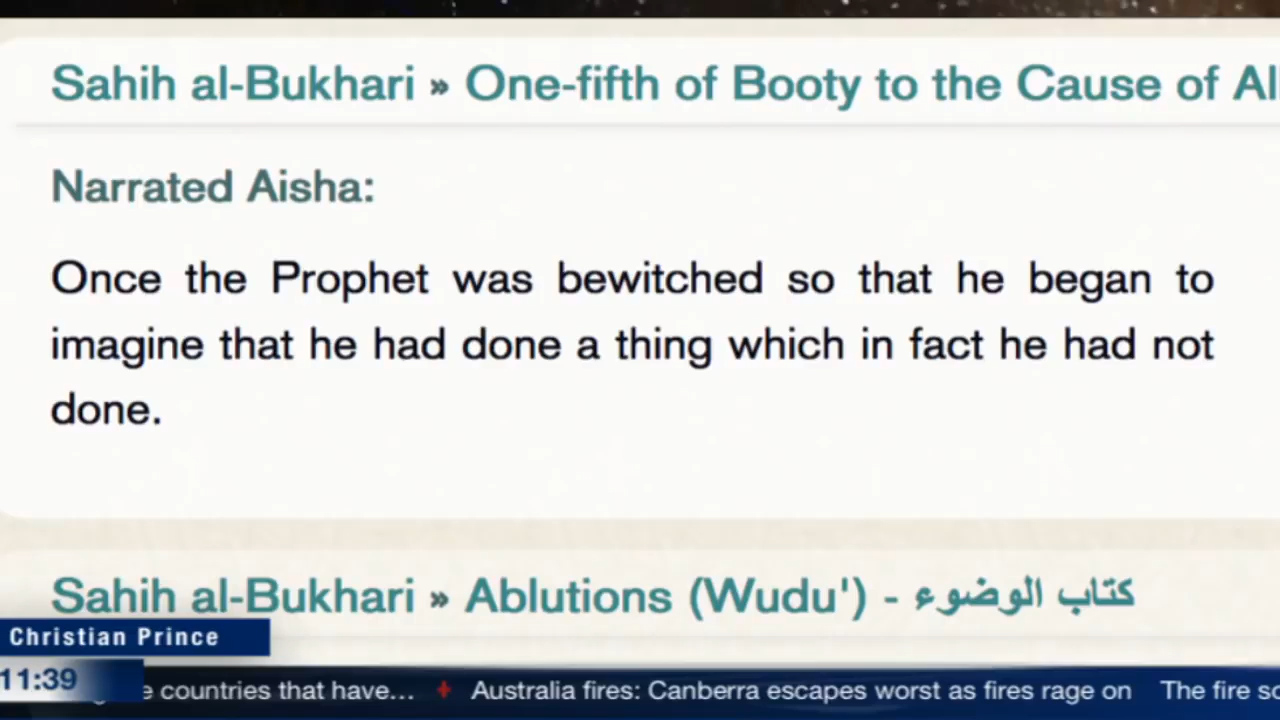 Sahih al-Bukhari » One-fifth of Booty to the Cause of Al
Narrated Aisha:
Once the Prophet was bewitched so that he began to
imagine that he had done a thing which in fact he had not
done.
Sahih al-Bukhari » Ablutions (Wudu') - كتاب الوضوء
Christian Prince
11:39
e countries that have... Australia fires: Canberra escapes worst as fires rage on The fire sc